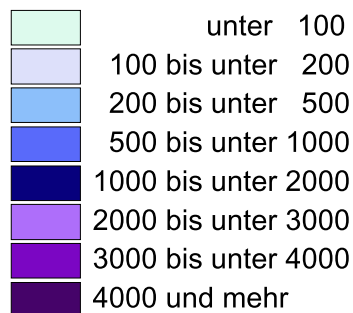 unter 100
100 bis unter 200
200 bis unter 500
500 bis unter 1000
1000 bis unter 2000
2000 bis unter 3000
3000 bis unter 4000
4000 und mehr